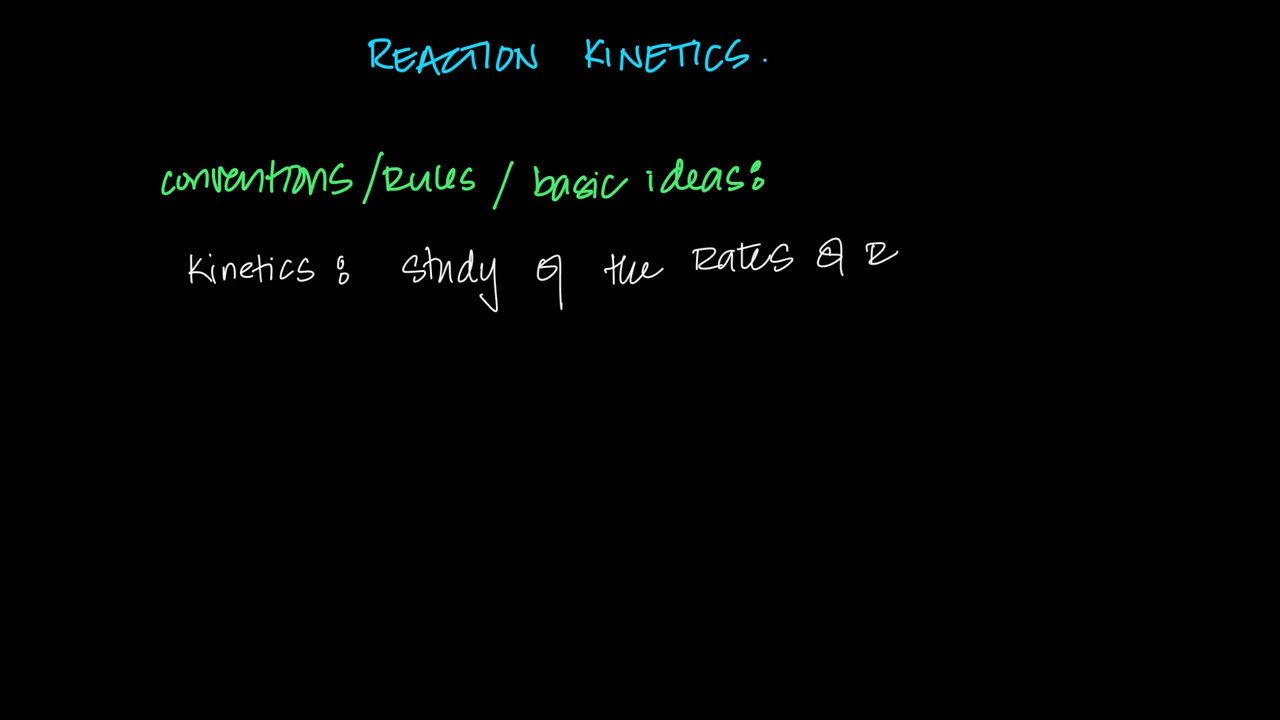 REACTION KINETICS.
conventions/Rules/basic ideas:
Kinetics: study of the Rates of R